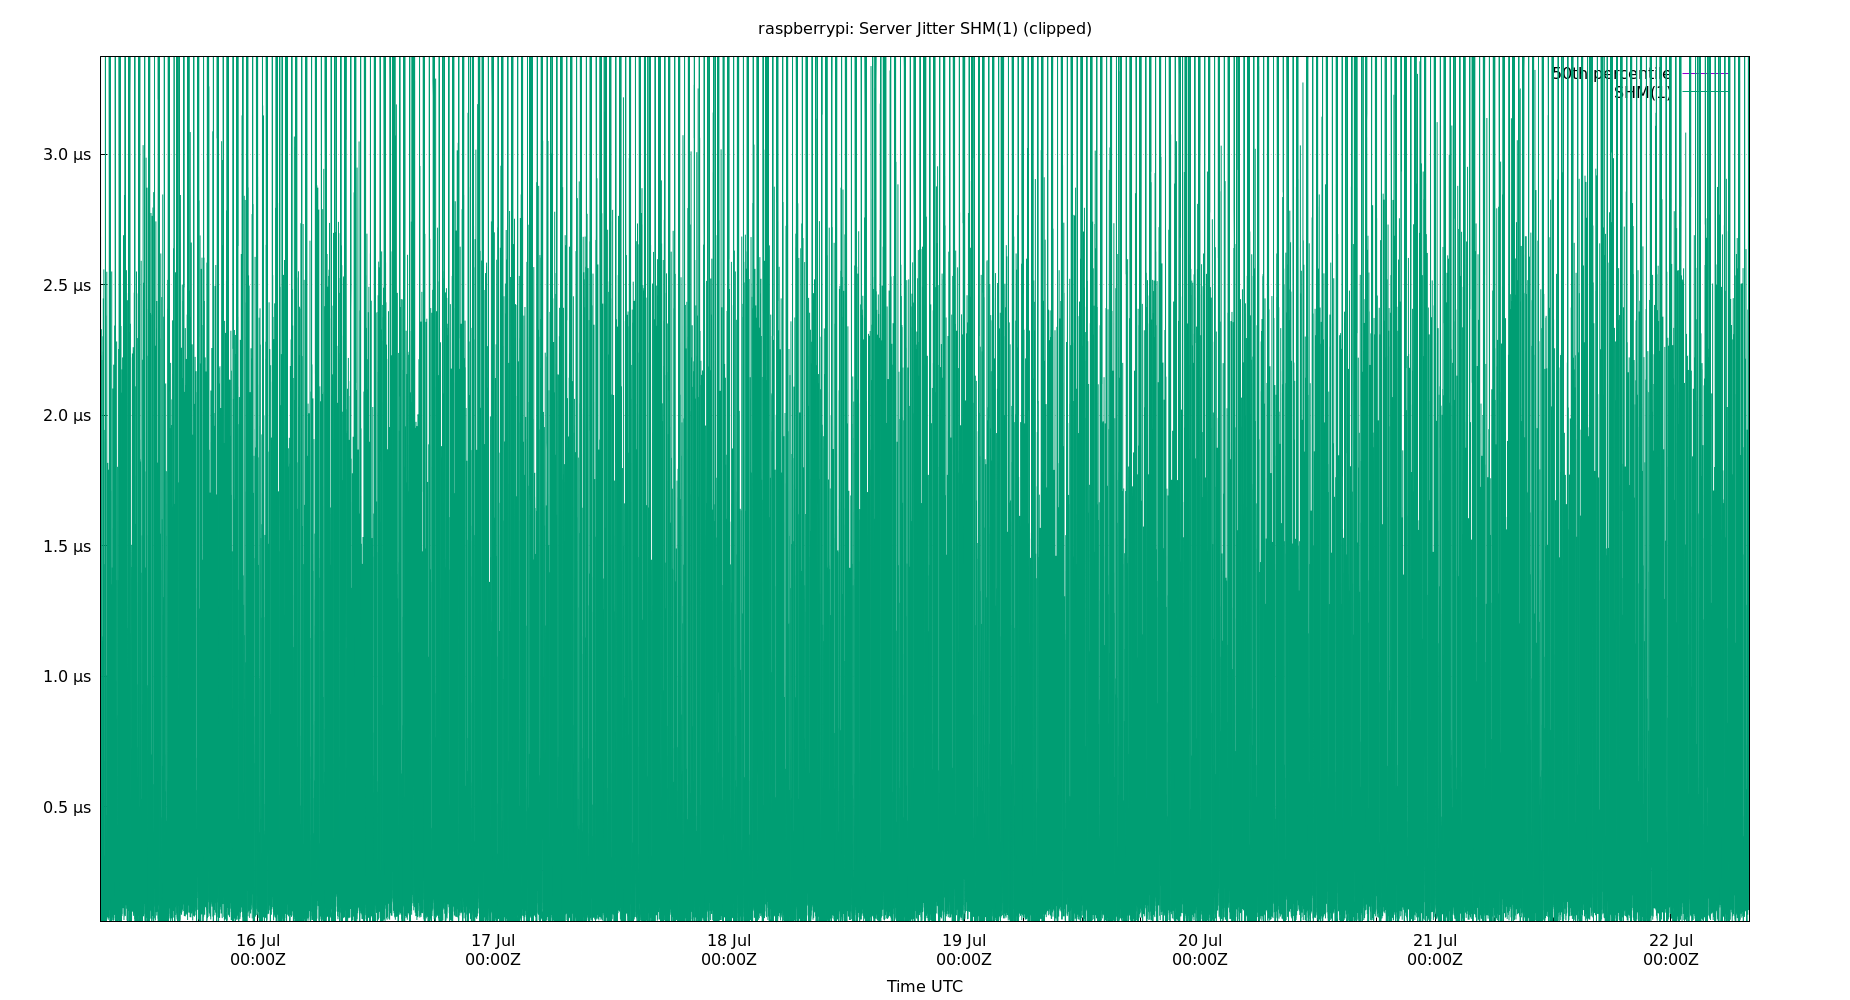 raspberrypi: Server Jitter SHM(1) (clipped)
50th percentile
SHM(1)
3.0 µs
2.5 µs
2.0 µs
1.5 µs
1.0 µs
0.5 µs
16 Jul 17 Jul 18 Jul 19 Jul 20 Jul 21 Jul 22 Jul
00:00Z 00:00Z 00:00Z 00:00Z 00:00Z 00:00Z 00:00Z
Time UTC